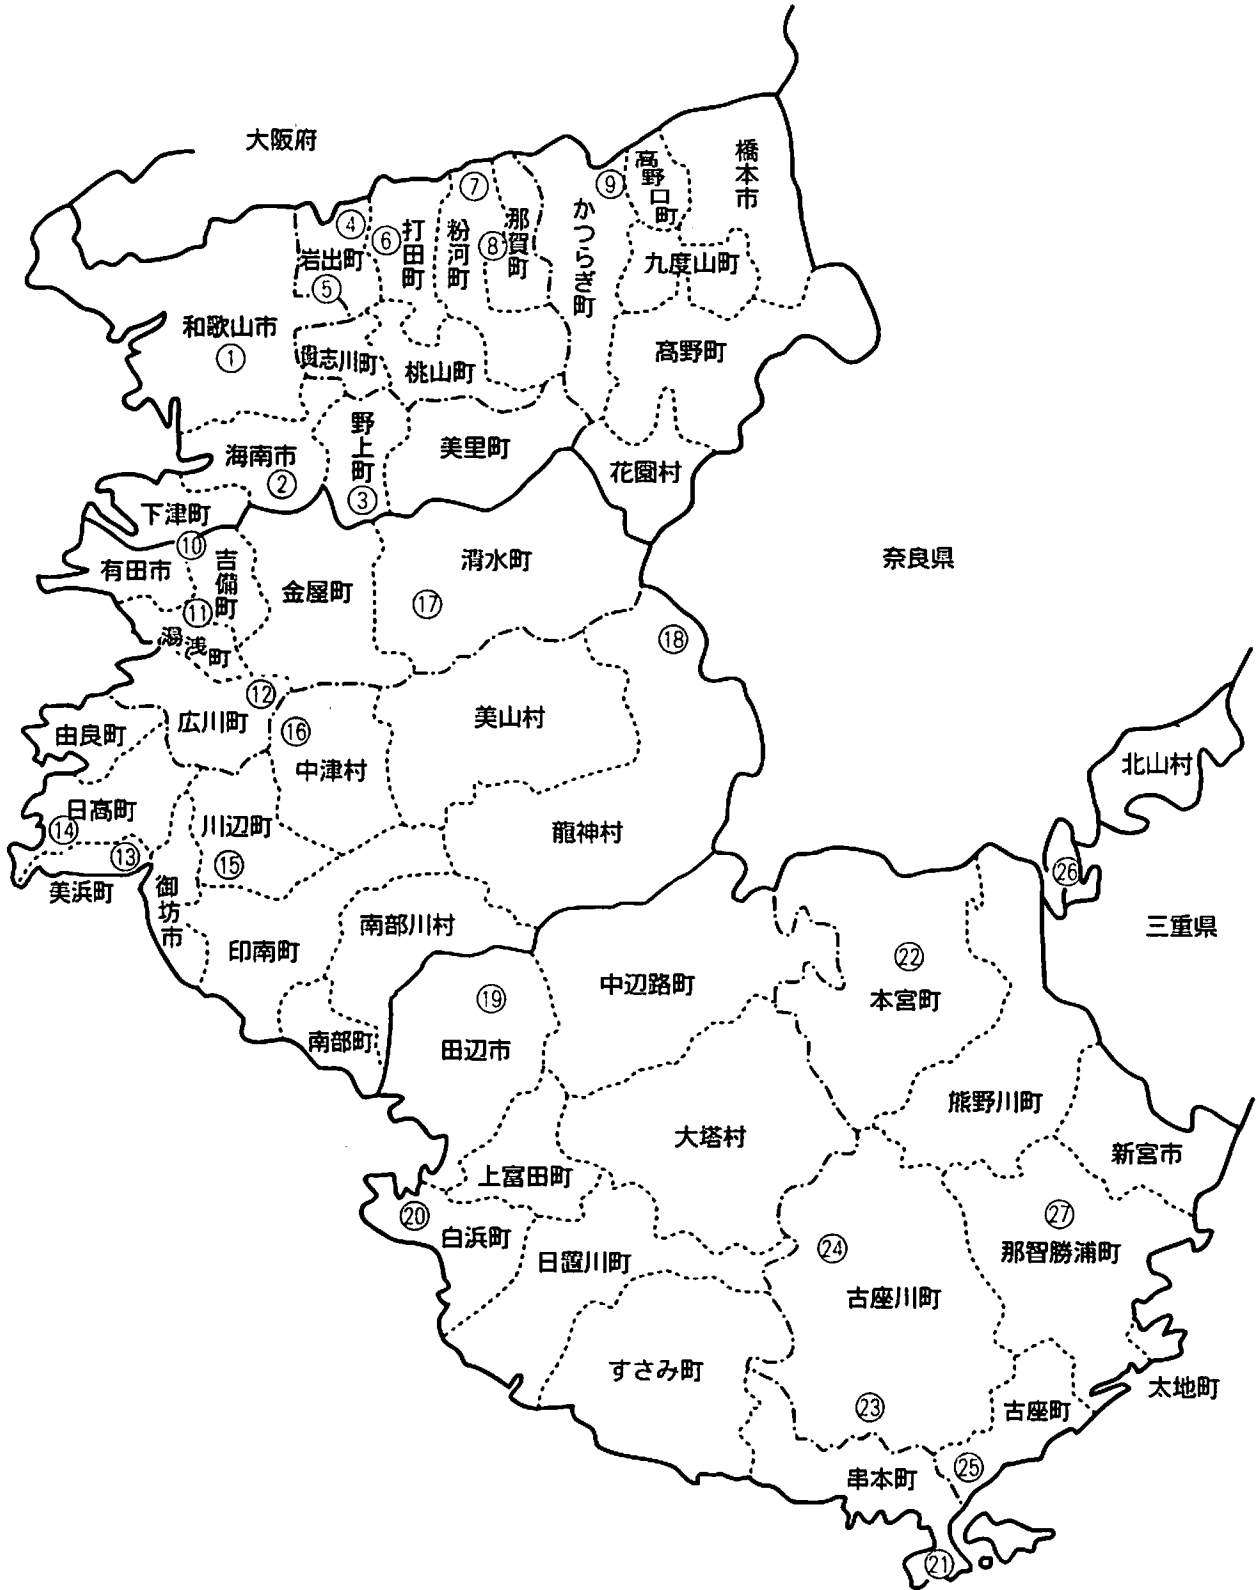 大阪府
橋本市
高野口町
⑨
⑦
④
⑥
打田町
粉河町
⑧
那賀町
かつらぎ町
岩出町
⑤
九度山町
和歌山市
①
貴志川町
桃山町
高野町
野上町
③
美里町
海南市
②
花園村
下津町
⑩
有田市
吉備町
⑪
金屋町
清水町
⑰
奈良県
湯浅町
⑱
⑫
広川町
⑯
中津村
美山村
由良町
北山村
日高町
⑭
川辺町
⑮
龍神村
⑬
美浜町
御坊市
㉖
三重県
印南町
南部川村
中辺路町
㉒
本宮町
⑲
田辺市
南部町
熊野川町
大塔村
新宮市
上富田町
⑳
白浜町
日置川町
㉔
㉗
那智勝浦町
古座川町
すさみ町
太地町
㉓
古座町
串本町
㉕
㉑